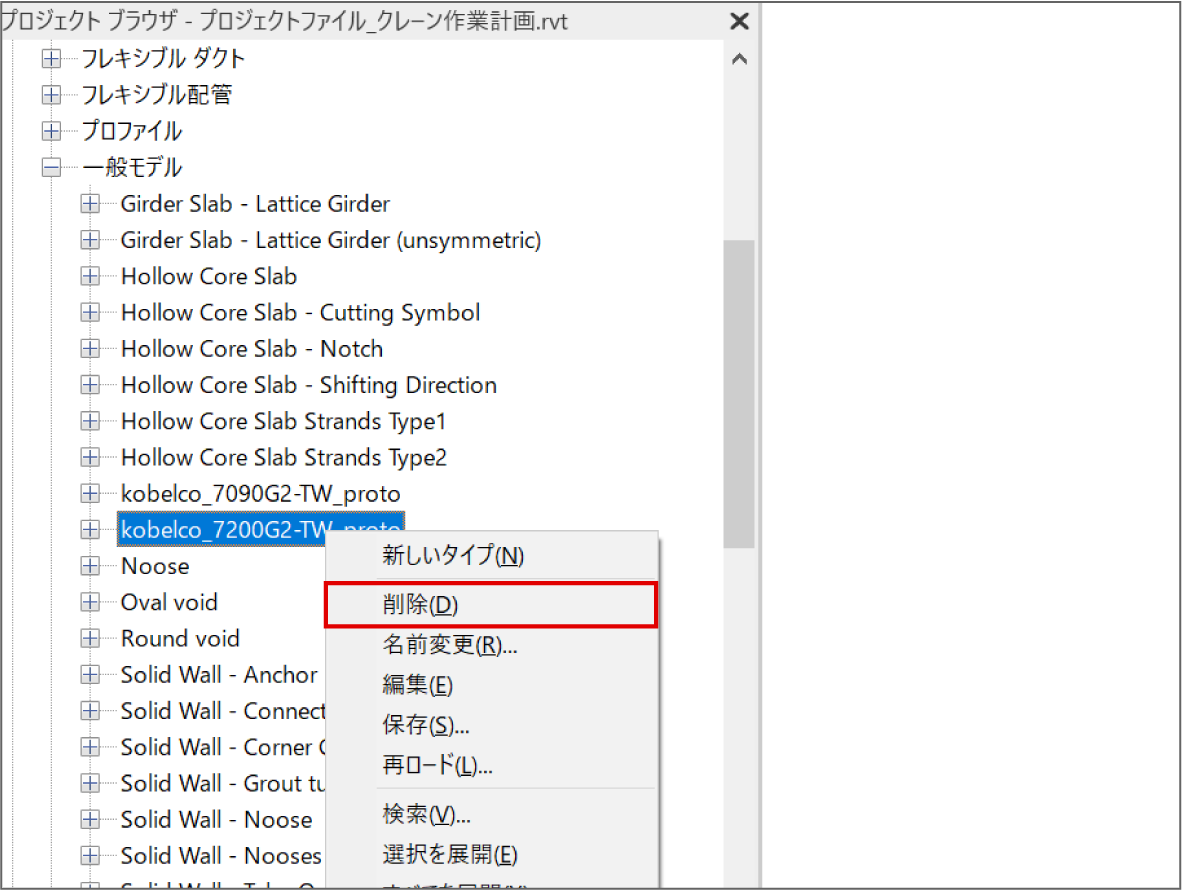 プロジェクト ブラウザ - プロジェクトファイル_クレーン作業計画.rvt
フレキシブル ダクト
フレキシブル配管
プロファイル
一般モデル
Girder Slab - Lattice Girder
Girder Slab - Lattice Girder (unsymmetric)
Hollow Core Slab
Hollow Core Slab - Cutting Symbol
Hollow Core Slab - Notch
Hollow Core Slab - Shifting Direction
Hollow Core Slab Strands Type1
Hollow Core Slab Strands Type2
kobelco_7090G2-TW_proto
kobelco_7200G2-TW_proto
Noose
Oval void
Round void
Solid Wall - Anchor
Solid Wall - Connect
Solid Wall - Corner
Solid Wall - Grout tu
Solid Wall - Noose
Solid Wall - Nooses
新しいタイプ(N)
削除(D)
名前変更(R)...
編集(E)
保存(S)...
再ロード(L)...
検索(V)...
選択を展開(E)